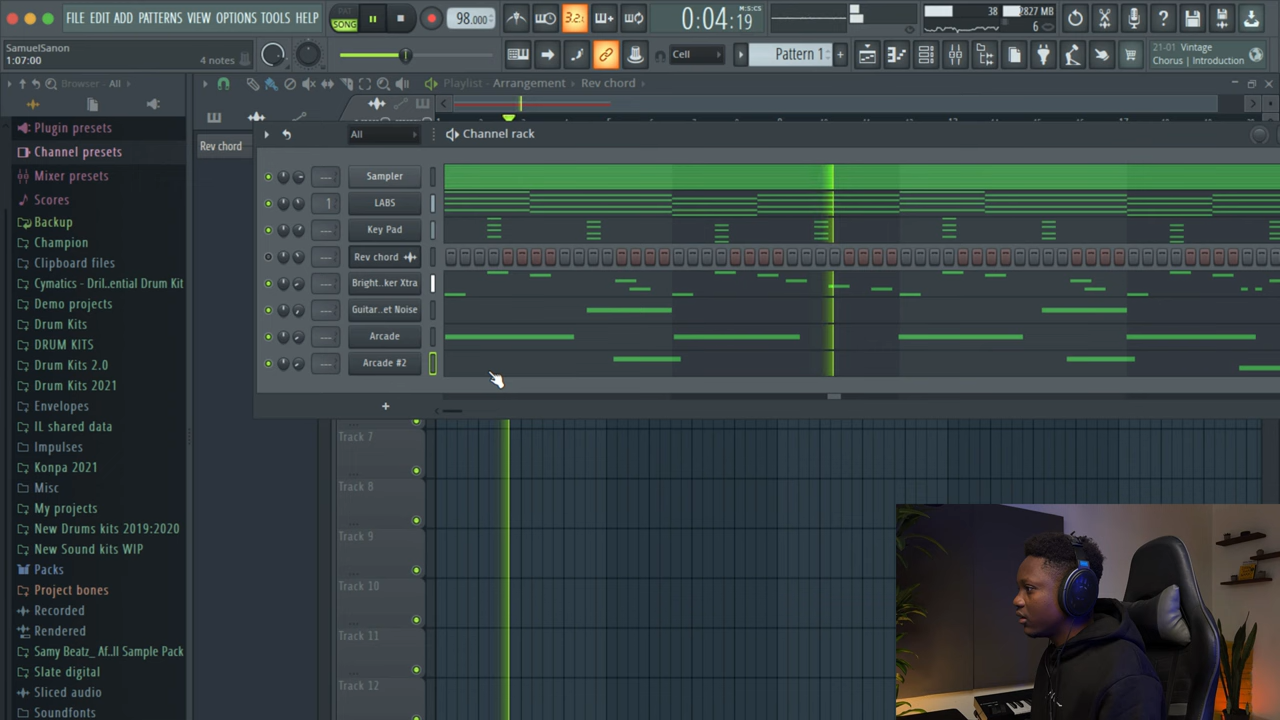 FILE EDIT ADD PATTERNS VIEW OPTIONS TOOLS HELP
PAT
SONG
98.000
3 2 1
0:04:19
M:S:CS
38
2827 MB
6
SamuelSanon
1:07:00
4 notes
Cell
Pattern 1
+
21-01 Vintage
Chorus | Introduction
Browser
All
Playlist - Arrangement
Rev chord
Plugin presets
Channel presets
Mixer presets
Scores
Backup
Champion
Clipboard files
Cymatics - Dril..ential Drum Kit
Demo projects
Drum Kits
DRUM KITS
Drum Kits 2.0
Drum Kits 2021
Envelopes
IL shared data
Impulses
Konpa 2021
Misc
My projects
New Drums kits 2019:2020
New Sound kits WIP
Packs
Project bones
Recorded
Rendered
Samy Beatz_ Af..ll Sample Pack
Slate digital
Sliced audio
Soundfonts
Rev chord
All
Channel rack
Sampler
1 LABS
Key Pad
Rev chord
Bright..ker Xtra
Guitar..et Noise
Arcade
Arcade #2
+
Track 7
Track 8
Track 9
Track 10
Track 11
Track 12